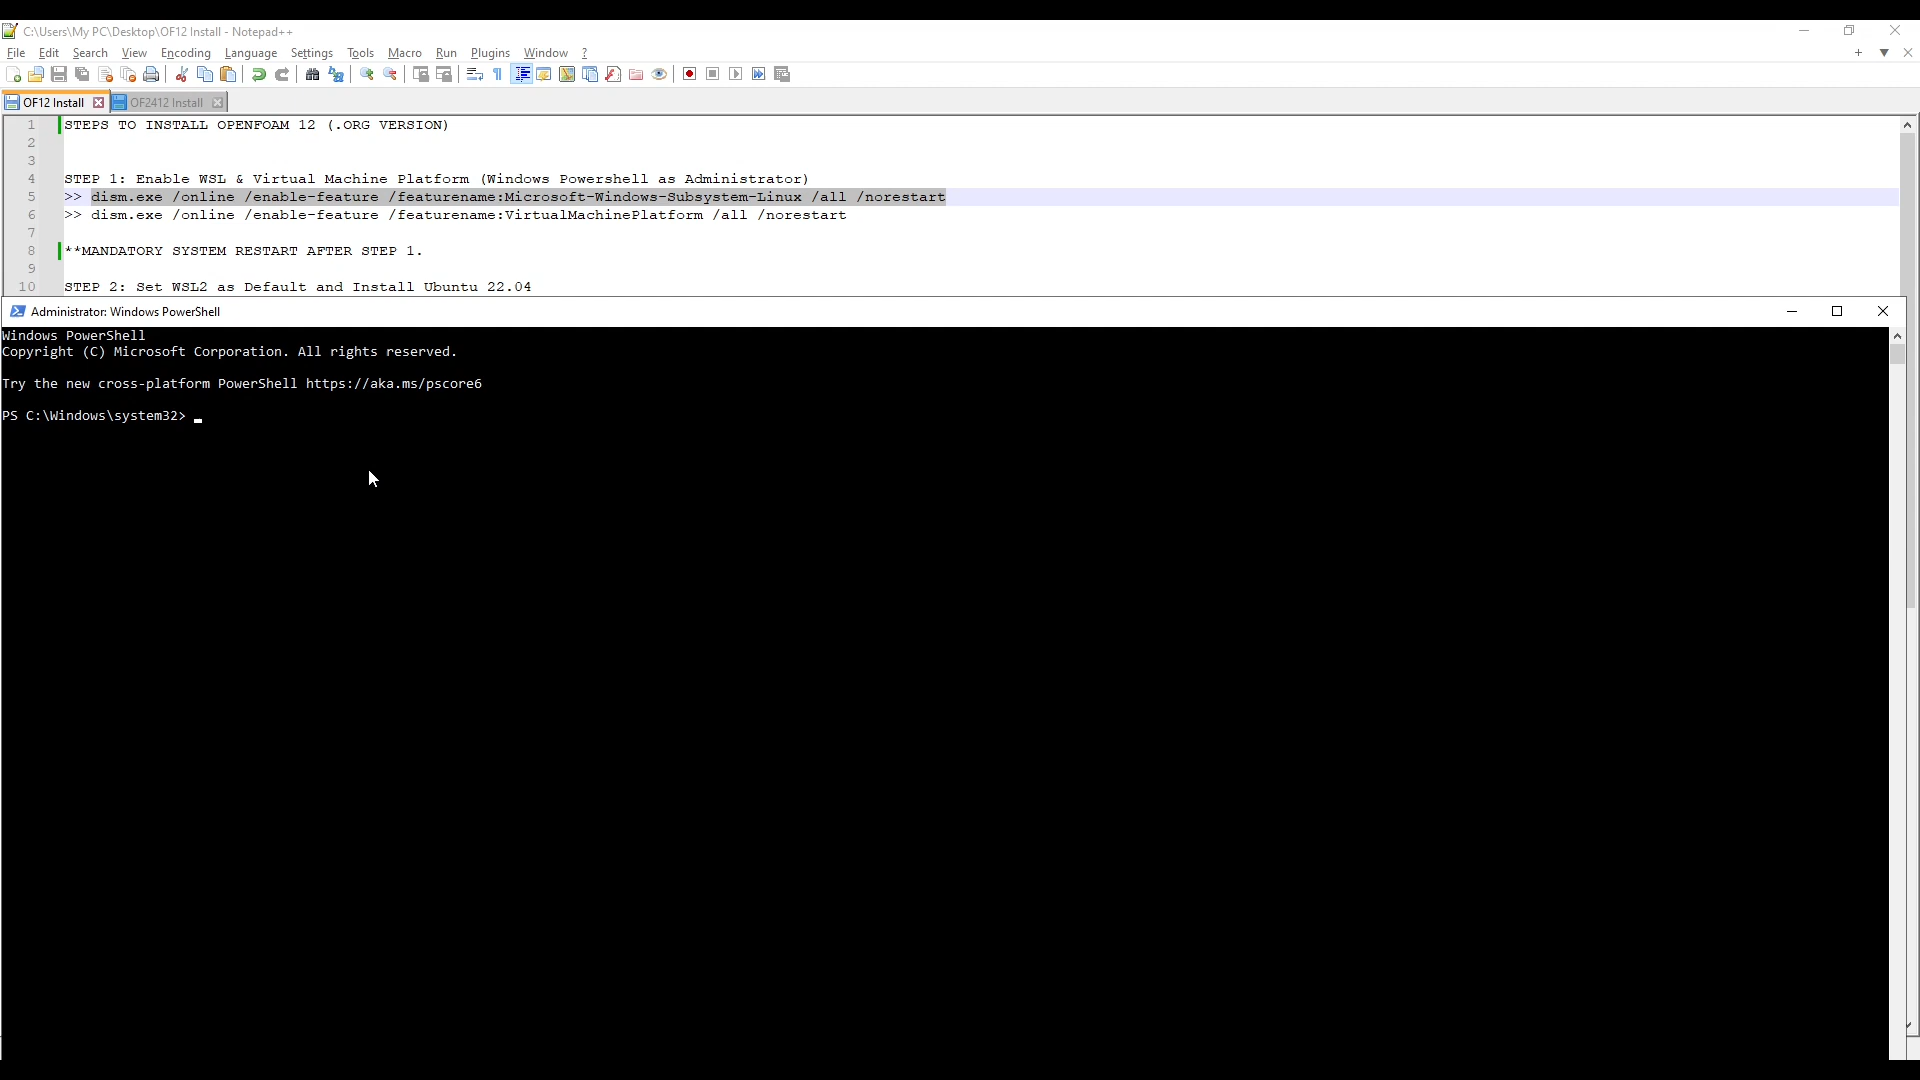 C:\Users\My PC\Desktop\OF12 Install - Notepad++
File Edit Search View Encoding Language Settings Tools Macro Run Plugins Window ?
OF12 Install OF2412 Install
1 STEPS TO INSTALL OPENFOAM 12 (.ORG VERSION)
2
3
4 STEP 1: Enable WSL & Virtual Machine Platform (Windows Powershell as Administrator)
5 >> dism.exe /online /enable-feature /featurename:Microsoft-Windows-Subsystem-Linux /all /norestart
6 >> dism.exe /online /enable-feature /featurename:VirtualMachinePlatform /all /norestart
7
8 **MANDATORY SYSTEM RESTART AFTER STEP 1.
9
10 STEP 2: Set WSL2 as Default and Install Ubuntu 22.04
Administrator: Windows PowerShell
Windows PowerShell
Copyright (C) Microsoft Corporation. All rights reserved.
Try the new cross-platform PowerShell https://aka.ms/pscore6
PS C:\Windows\system32> _